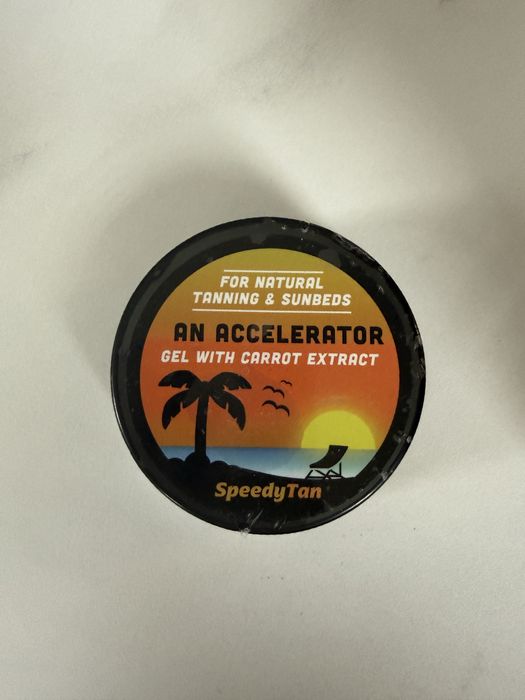 FOR NATURAL
TANNING & SUNBEDS
AN ACCELERATOR
GEL WITH CARROT EXTRACT
SpeedyTan